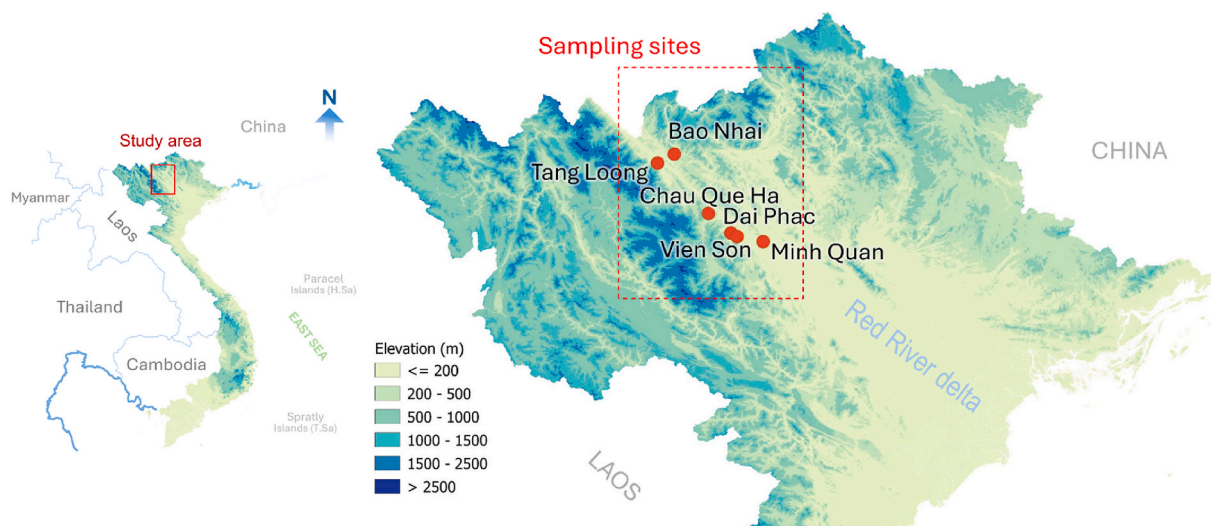 N
China
Study area
Myanmar
Laos
Paracel
Islands (H.Sa)
Thailand
EAST SEA
Cambodia
Spratly
Islands (T.Sa)
Sampling sites
Bao Nhai
Tang Loong
CHINA
Chau Que Ha
Dai Phac
Vien Son
Minh Quan
Red River delta
LAOS
Elevation (m)
<= 200
200 - 500
500 - 1000
1000 - 1500
1500 - 2500
> 2500